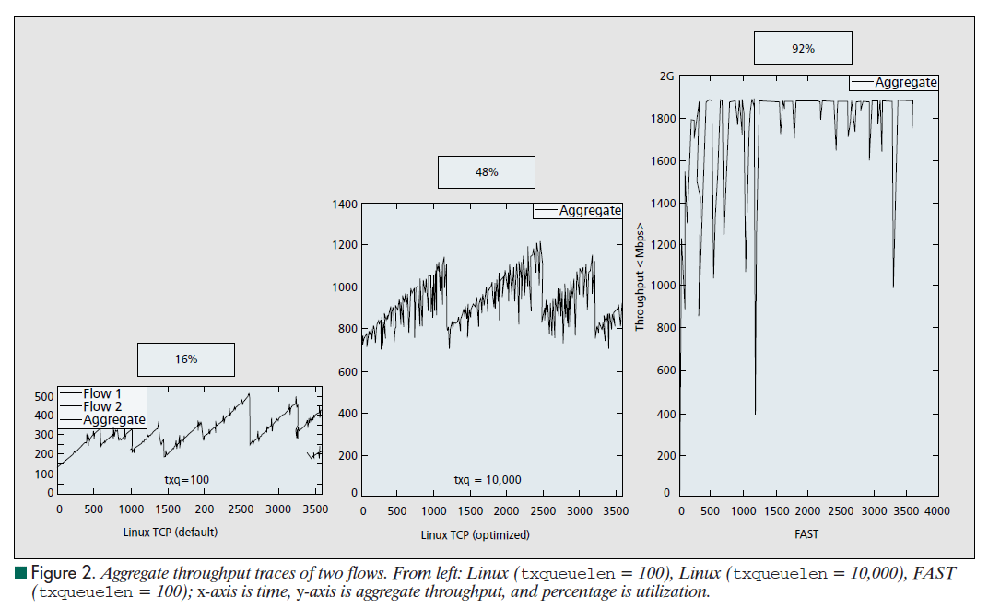 92%
2G
Aggregate
1800
1600
1400
1200
1000
800
600
400
200
0
Throughput < Mbps>
0 500 1000 1500 2000 2500 3000 3500 4000
FAST
48%
1400
Aggregate
1200
1000
800
600
400
200
0
txq = 10,000
0 500 1000 1500 2000 2500 3000 3500
Linux TCP (optimized)
16%
500
400
300
200
100
0
Flow 1
Flow 2
Aggregate
txq=100
0 500 1000 1500 2000 2500 3000 3500
Linux TCP (default)
Figure 2. Aggregate throughput traces of two flows. From left: Linux (txqueuelen = 100), Linux (txqueuelen = 10,000), FAST
(txqueuelen = 100); x-axis is time, y-axis is aggregate throughput, and percentage is utilization.